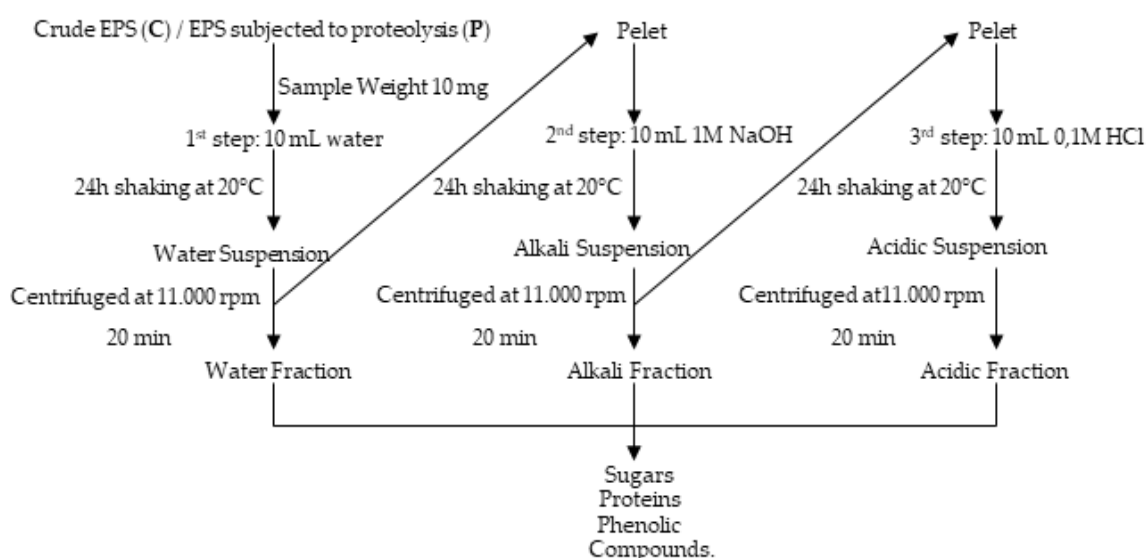 Crude EPS (C) / EPS subjected to proteolysis (P)
Sample Weight 10 mg
1st step: 10 mL water
24h shaking at 20°C
Water Suspension
Centrifuged at 11.000 rpm
20 min
Water Fraction
Pelet
2nd step: 10 mL 1M NaOH
24h shaking at 20°C
Alkali Suspension
Centrifuged at 11.000 rpm
20 min
Alkali Fraction
Pelet
3rd step: 10 mL 0,1M HCl
24h shaking at 20°C
Acidic Suspension
Centrifuged at11.000 rpm
20 min
Acidic Fraction
Sugars
Proteins
Phenolic
Compounds.